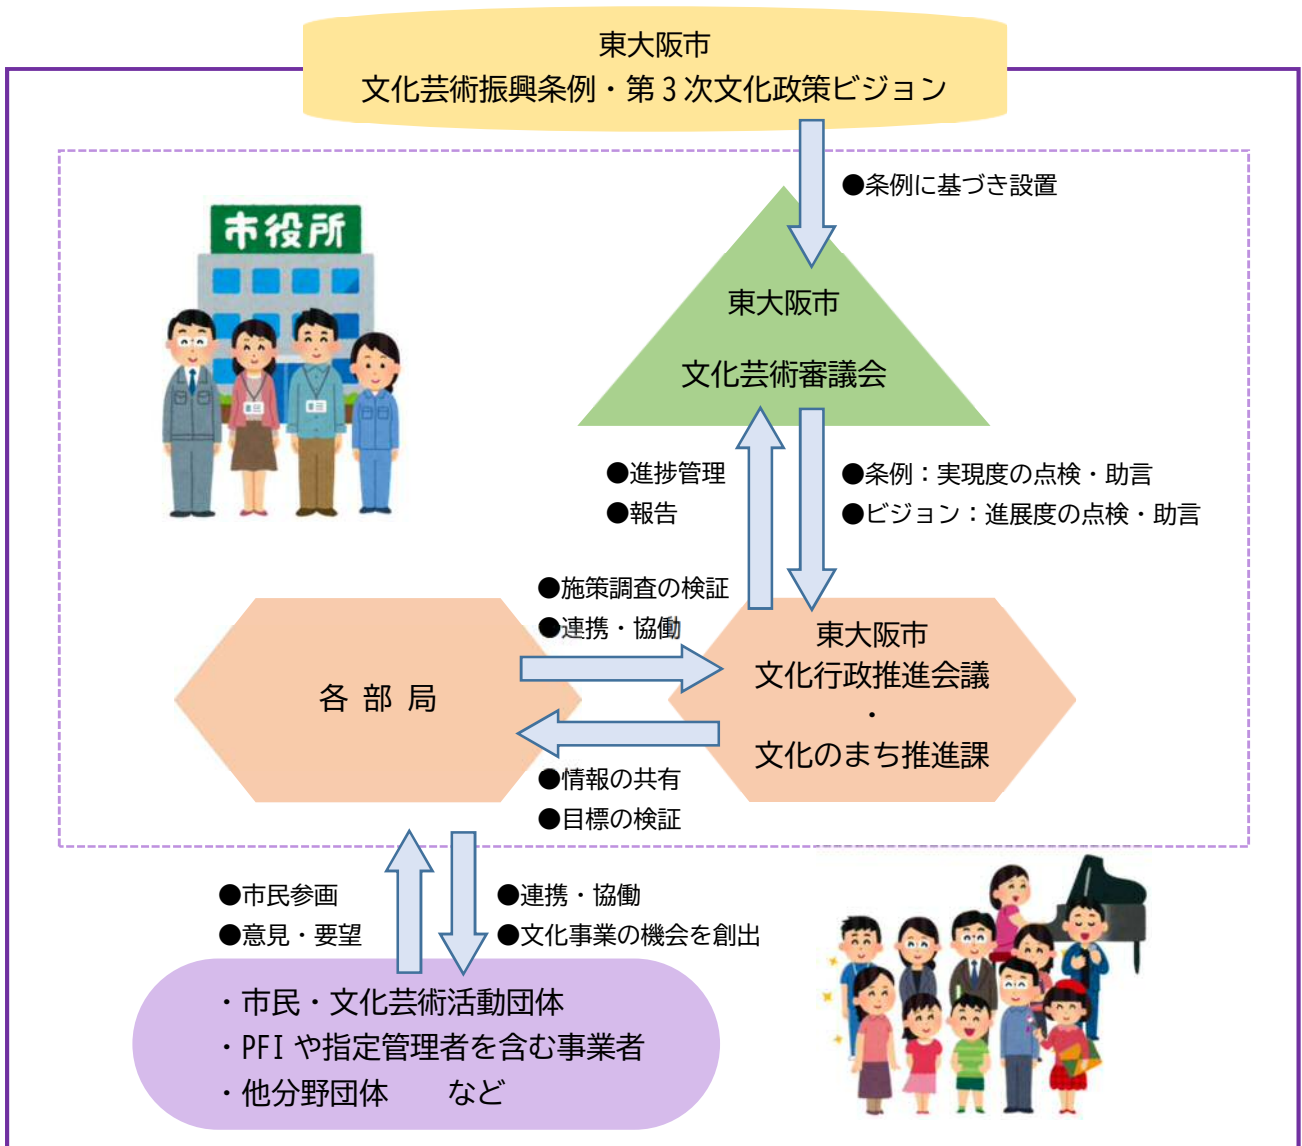 東大阪市
文化芸術振興条例・第3次文化政策ビジョン
●条例に基づき設置
市役所
東大阪市
文化芸術審議会
●進捗管理
●報告
●条例：実現度の点検・助言
●ビジョン：進展度の点検・助言
●施策調査の検証
●連携・協働
各部局
東大阪市
文化行政推進会議
・
文化のまち推進課
●情報の共有
●目標の検証
●市民参画
●意見・要望
●連携・協働
●文化事業の機会を創出
・市民・文化芸術活動団体
・PFIや指定管理者を含む事業者
・他分野団体　　など